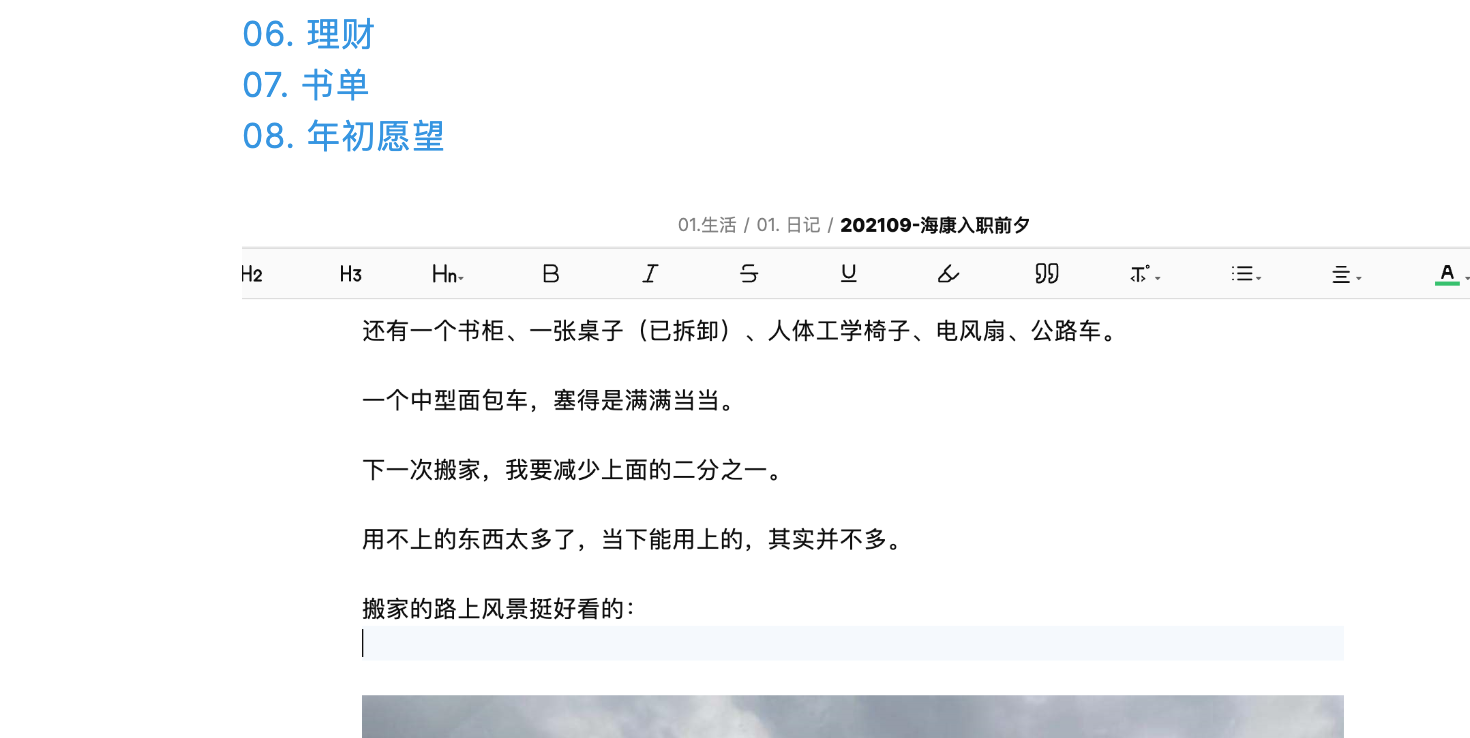 06. 理财
07. 书单
08. 年初愿望
01.生活 / 01. 日记 / 202109-海康入职前夕
H2 H3 Hn B I S U T A
还有一个书柜、一张桌子（已拆卸）、人体工学椅子、电风扇、公路车。
一个中型面包车，塞得是满满当当。
下一次搬家，我要减少上面的二分之一。
用不上的东西太多了，当下能用上的，其实并不多。
搬家的路上风景挺好看的：